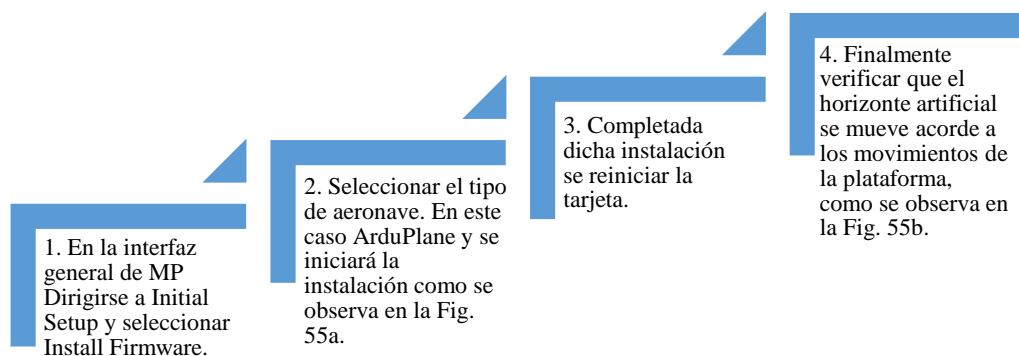 1. En la interfaz
general de MP
Dirigirse a Initial
Setup y seleccionar
Install Firmware.
2. Seleccionar el tipo
de aeronave. En este
caso ArduPlane y se
iniciará la
instalación como se
observa en la Fig.
55a.
3. Completada
dicha instalación
se reiniciar la
tarjeta.
4. Finalmente
verificar que el
horizonte artificial
se mueve acorde a
los movimientos de
la plataforma,
como se observa en
la Fig. 55b.